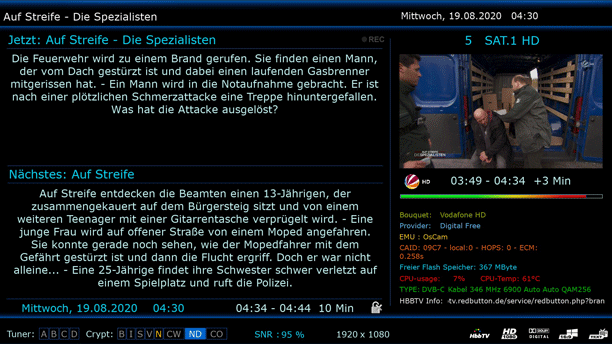 Auf Streife - Die Spezialisten
Mittwoch, 19.08.2020 04:30
Jetzt: Auf Streife - Die Spezialisten
REC
Die Feuerwehr wird zu einem Brand gerufen. Sie finden einen Mann,
der vom Dach gestürzt ist und dabei einen laufenden Gasbrenner
mitgerissen hat. - Ein Mann wird in die Notaufnahme gebracht. Er ist
nach einer plötzlichen Schmerzattacke eine Treppe hinuntergefallen.
Was hat die Attacke ausgelöst?
Nächstes: Auf Streife
Auf Streife entdecken die Beamten einen 13-Jährigen, der
zusammengekauert auf dem Bürgersteig sitzt und von einem
weiteren Teenager mit einer Gitarrentasche verprügelt wird. - Eine
junge Frau wird auf offener Straße von einem Moped angefahren.
Sie konnte gerade noch sehen, wie der Mopedfahrer mit dem
Gefährt gestürzt ist und dann die Flucht ergriff. Doch er war nicht
alleine... - Eine 25-Jährige findet ihre Schwester schwer verletzt auf
einem Spielplatz und ruft die Polizei.
Mittwoch, 19.08.2020 04:30 04:34 - 04:44 10 Min
5 SAT.1 HD
AUF STREIFE
SPEZIALISTEN
HD 03:49 - 04:34 +3 Min
Bouquet: Vodafone HD
Provider: Digital Free
EMU : OsCam
CAID: 09C7 - local:0 - HOPS: 0 - ECM:
0.258s
Freier Flash Speicher: 367 MByte
CPU-usage: 7% CPU-Temp: 61°C
TYPE: DVB-C Kabel 346 MHz 6900 Auto Auto QAM256
HBBTV Info: -tv.redbutton.de/service/redbutton.php?bran
Tuner: A B C D Crypt: B I S V N CW ND CO SNR : 95 % 1920 x 1080
HbbTV HD DOLBY DIGITAL